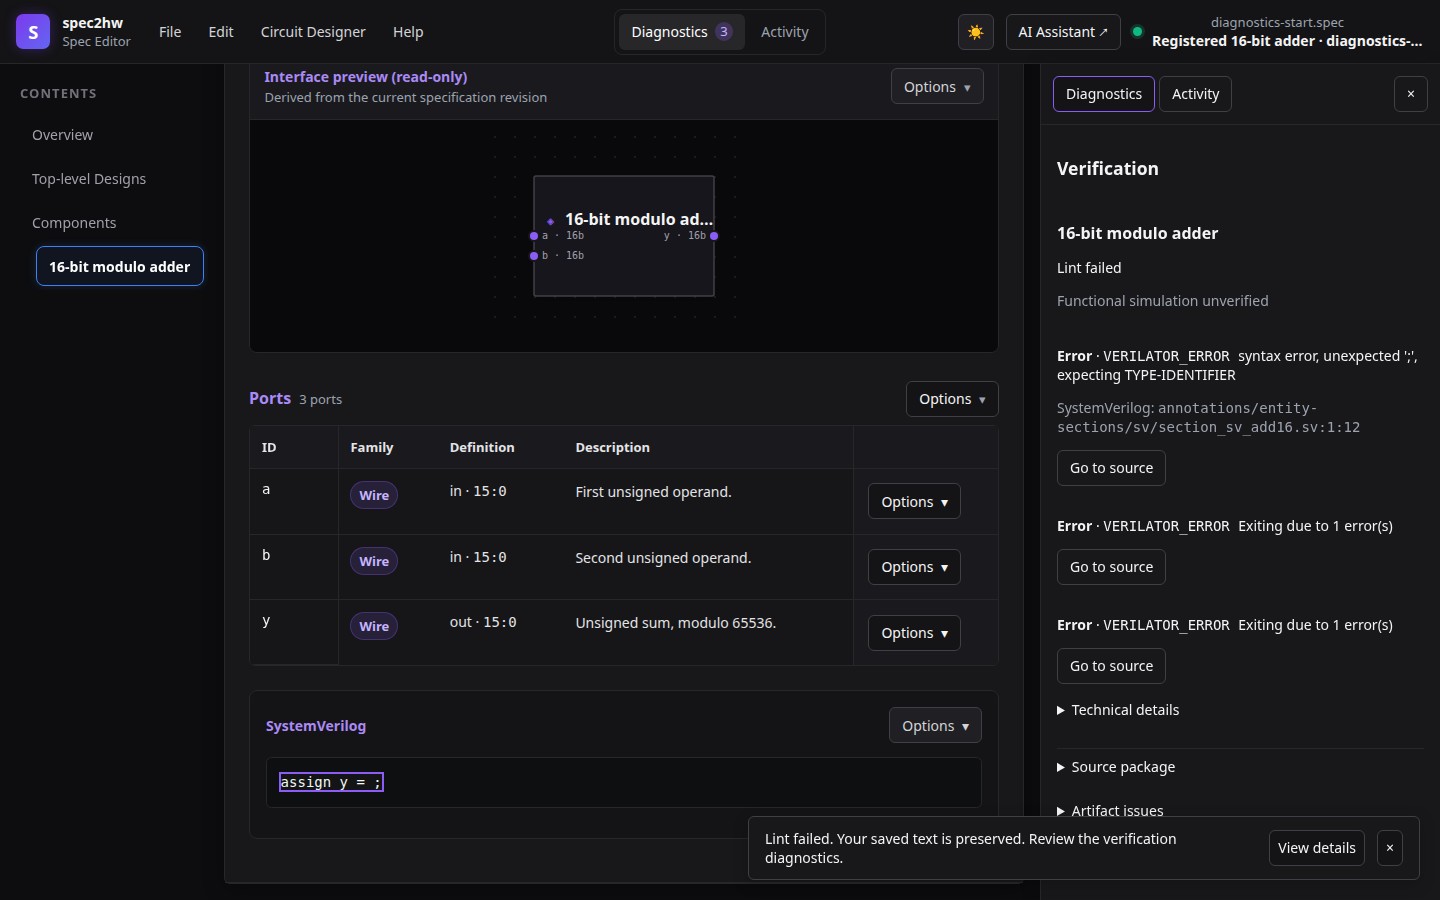 S
spec2hw
Spec Editor
File
Edit
Circuit Designer
Help
Diagnostics 3
Activity
☀️
AI Assistant ↗
diagnostics-start.spec
Registered 16-bit adder · diagnostics-...
CONTENTS
Overview
Top-level Designs
Components
16-bit modulo adder
Interface preview (read-only)
Derived from the current specification revision
Options ▾
◈ 16-bit modulo ad...
a · 16b
y · 16b
b · 16b
Ports 3 ports
Options ▾
ID Family Definition Description
a Wire in · 15:0 First unsigned operand. Options ▾
b Wire in · 15:0 Second unsigned operand. Options ▾
y Wire out · 15:0 Unsigned sum, modulo 65536. Options ▾
SystemVerilog
Options ▾
assign y = ;
Diagnostics
Activity
×
Verification
16-bit modulo adder
Lint failed
Functional simulation unverified
Error · VERILATOR_ERROR syntax error, unexpected ';',
expecting TYPE-IDENTIFIER
SystemVerilog: annotations/entity-
sections/sv/section_sv_add16.sv:1:12
Go to source
Error · VERILATOR_ERROR Exiting due to 1 error(s)
Go to source
Error · VERILATOR_ERROR Exiting due to 1 error(s)
Go to source
▶ Technical details
▶ Source package
▶ Artifact issues
Lint failed. Your saved text is preserved. Review the verification
diagnostics.
View details
×